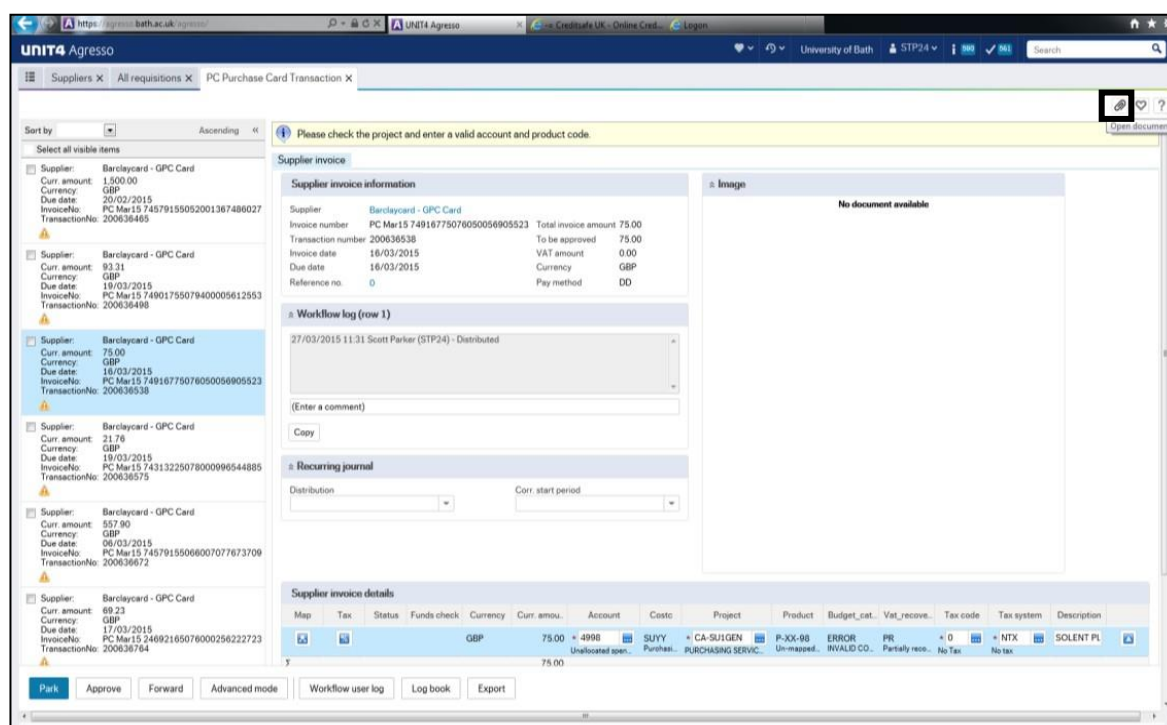 https://agresso.bath.ac.uk/agresso/
UNIT4 Agresso
Creditsafe UK - Online Cred...
Logon
UNIT4 Agresso
University of Bath
STP24
590
561
Search
Suppliers
All requisitions
PC Purchase Card Transaction
Open documen
Sort by
Ascending
Select all visible items
Supplier: Barclaycard - GPC Card
Curr. amount: 1,500.00
Currency: GBP
Due date: 20/02/2015
InvoiceNo: PC Mar15 74579155052001367486027
TransactionNo: 200636465
Supplier: Barclaycard - GPC Card
Curr. amount: 93.31
Currency: GBP
Due date: 19/03/2015
InvoiceNo: PC Mar15 74901755079400005612553
TransactionNo: 200636498
Supplier: Barclaycard - GPC Card
Curr. amount: 75.00
Currency: GBP
Due date: 16/03/2015
InvoiceNo: PC Mar15 74916775076050056905523
TransactionNo: 200636538
Supplier: Barclaycard - GPC Card
Curr. amount: 21.76
Currency: GBP
Due date: 19/03/2015
InvoiceNo: PC Mar15 74313225078000996544885
TransactionNo: 200636575
Supplier: Barclaycard - GPC Card
Curr. amount: 557.90
Currency: GBP
Due date: 06/03/2015
InvoiceNo: PC Mar15 74579155066007077673709
TransactionNo: 200636672
Supplier: Barclaycard - GPC Card
Curr. amount: 69.23
Currency: GBP
Due date: 17/03/2015
InvoiceNo: PC Mar15 24692165076000256222723
TransactionNo: 200636764
Please check the project and enter a valid account and product code.
Supplier invoice
Supplier invoice information
Supplier Barclaycard - GPC Card
Invoice number PC Mar15 74916775076050056905523 Total invoice amount 75.00
Transaction number 200636538 To be approved 75.00
Invoice date 16/03/2015 VAT amount 0.00
Due date 16/03/2015 Currency GBP
Reference no. 0 Pay method DD
Image
No document available
Workflow log (row 1)
27/03/2015 11:31 Scott Parker (STP24) - Distributed
(Enter a comment)
Copy
Recurring journal
Distribution Corr. start period
Supplier invoice details
Map Tax Status Funds check Currency Curr. amou... Account Costc Project Product Budget_cat.. Vat_recove.. Tax code Tax system Description
GBP 75.00 * 4998 SUYY * CA-SU1GEN P-XX-98 ERROR PR * 0 * NTX SOLENT PL
Unallocated spen... Purchasi... PURCHASING SERVIC... Un-mapped... INVALID CO... Partially reco... No Tax No tax
Σ 75.00
Park Approve Forward Advanced mode Workflow user log Log book Export